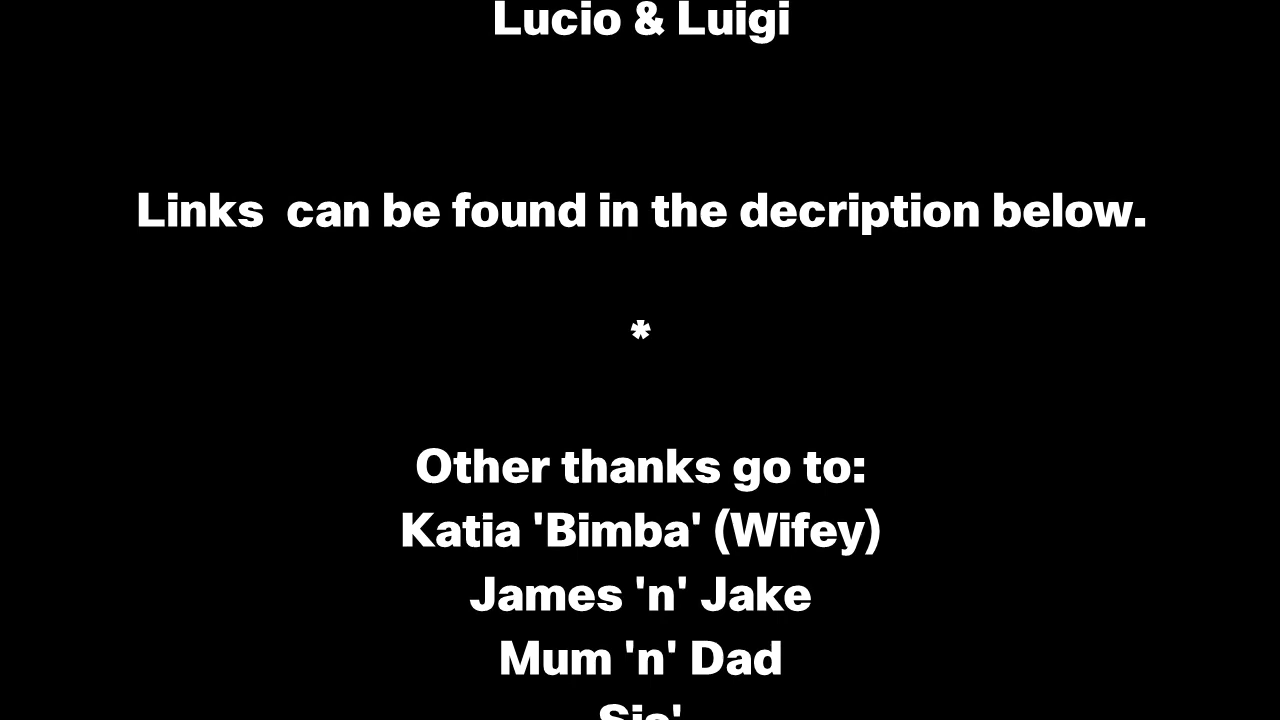 Lucio & Luigi
Links  can be found in the decription below.
*
Other thanks go to:
Katia 'Bimba' (Wifey)
James 'n' Jake
Mum 'n' Dad